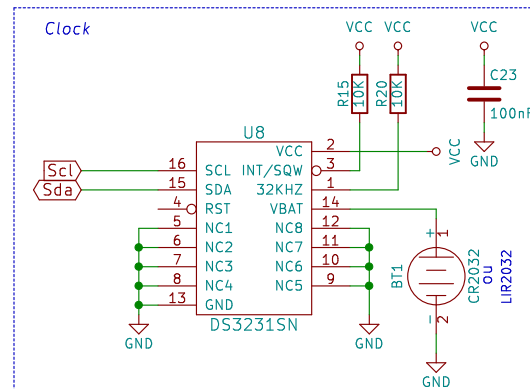 Clock
VCC
VCC
VCC
R15
10K
R20
10K
C23
100nF
GND
U8
VCC
2
VCC
Scl
16
SCL
INT/SQW
3
Sda
15
SDA
32KHZ
1
4
RST
VBAT
14
5
NC1
NC8
12
6
NC2
NC7
11
7
NC3
NC6
10
8
NC4
NC5
9
13
GND
DS3231SN
GND
GND
BT1
+
1
-
2
CR2032
ou
LIR2032
GND